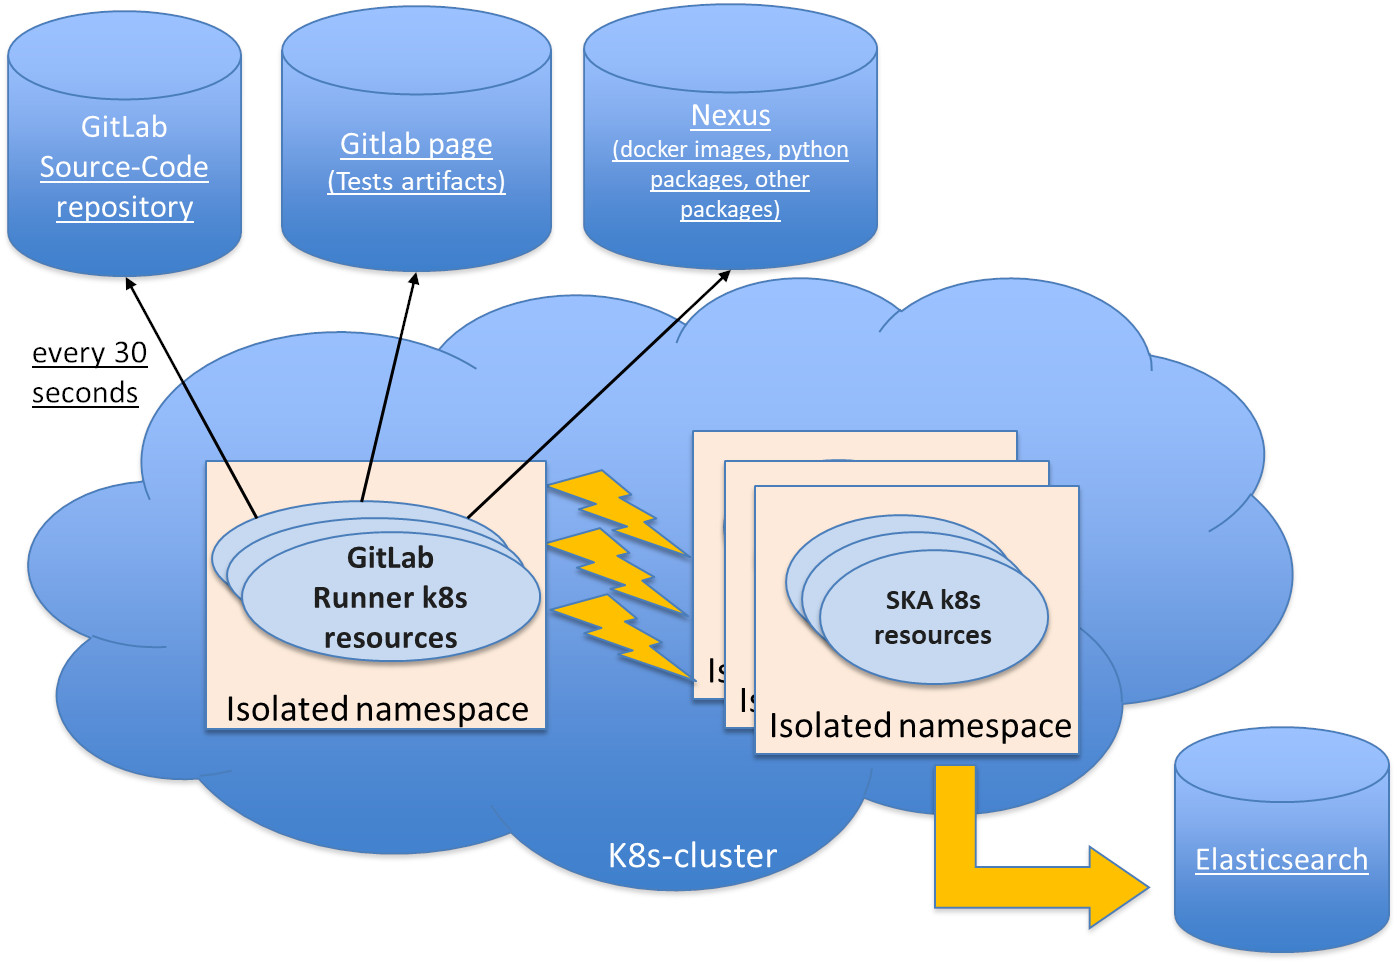 GitLab
Source-Code
repository
Gitlab page
(Tests artifacts)
Nexus
(docker images, python
packages, other
packages)
every 30
seconds
GitLab
Runner k8s
resources
Isolated namespace
SKA k8s
resources
Is
Is
Isolated namespace
K8s-cluster
Elasticsearch